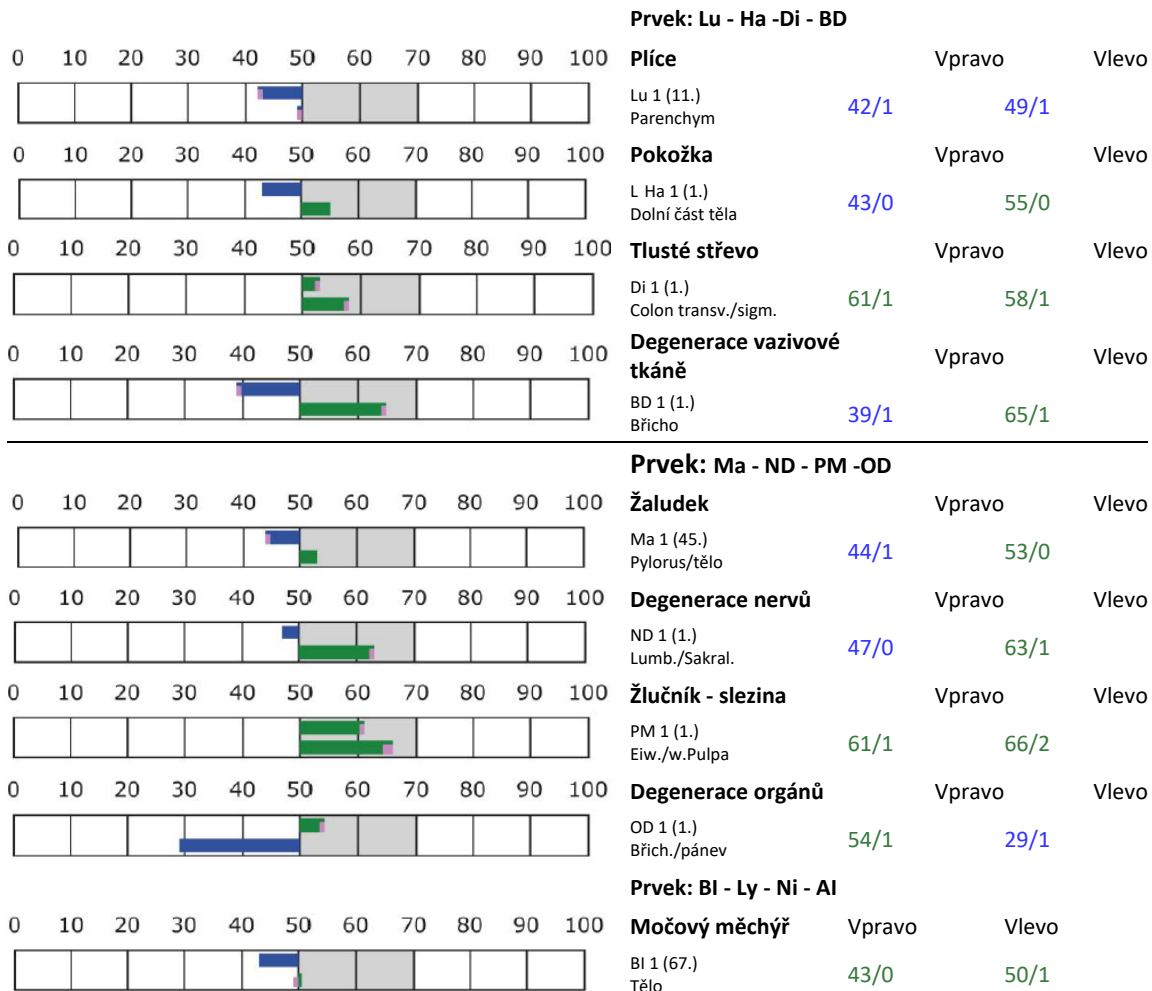 Prvek: Lu - Ha -Di - BD
0 10 20 30 40 50 60 70 80 90 100 Plíce Vpravo Vlevo
Lu 1 (11.) 42/1 49/1
Parenchym
0 10 20 30 40 50 60 70 80 90 100 Pokožka Vpravo Vlevo
L Ha 1 (1.) 43/0 55/0
Dolní část těla
0 10 20 30 40 50 60 70 80 90 100 Tlusté střevo Vpravo Vlevo
Di 1 (1.) 61/1 58/1
Colon transv./sigm.
0 10 20 30 40 50 60 70 80 90 100 Degenerace vazivové Vpravo Vlevo
tkáně
BD 1 (1.) 39/1 65/1
Břicho
Prvek: Ma - ND - PM -OD
0 10 20 30 40 50 60 70 80 90 100 Žaludek Vpravo Vlevo
Ma 1 (45.) 44/1 53/0
Pylorus/tělo
0 10 20 30 40 50 60 70 80 90 100 Degenerace nervů Vpravo Vlevo
ND 1 (1.) 47/0 63/1
Lumb./Sakral.
0 10 20 30 40 50 60 70 80 90 100 Žlučník - slezina Vpravo Vlevo
PM 1 (1.) 61/1 66/2
Eiw./w.Pulpa
0 10 20 30 40 50 60 70 80 90 100 Degenerace orgánů Vpravo Vlevo
OD 1 (1.) 54/1 29/1
Břich./pánev
Prvek: BI - Ly - Ni - AI
0 10 20 30 40 50 60 70 80 90 100 Močový měchýř Vpravo Vlevo
BI 1 (67.) 43/0 50/1
Tělo